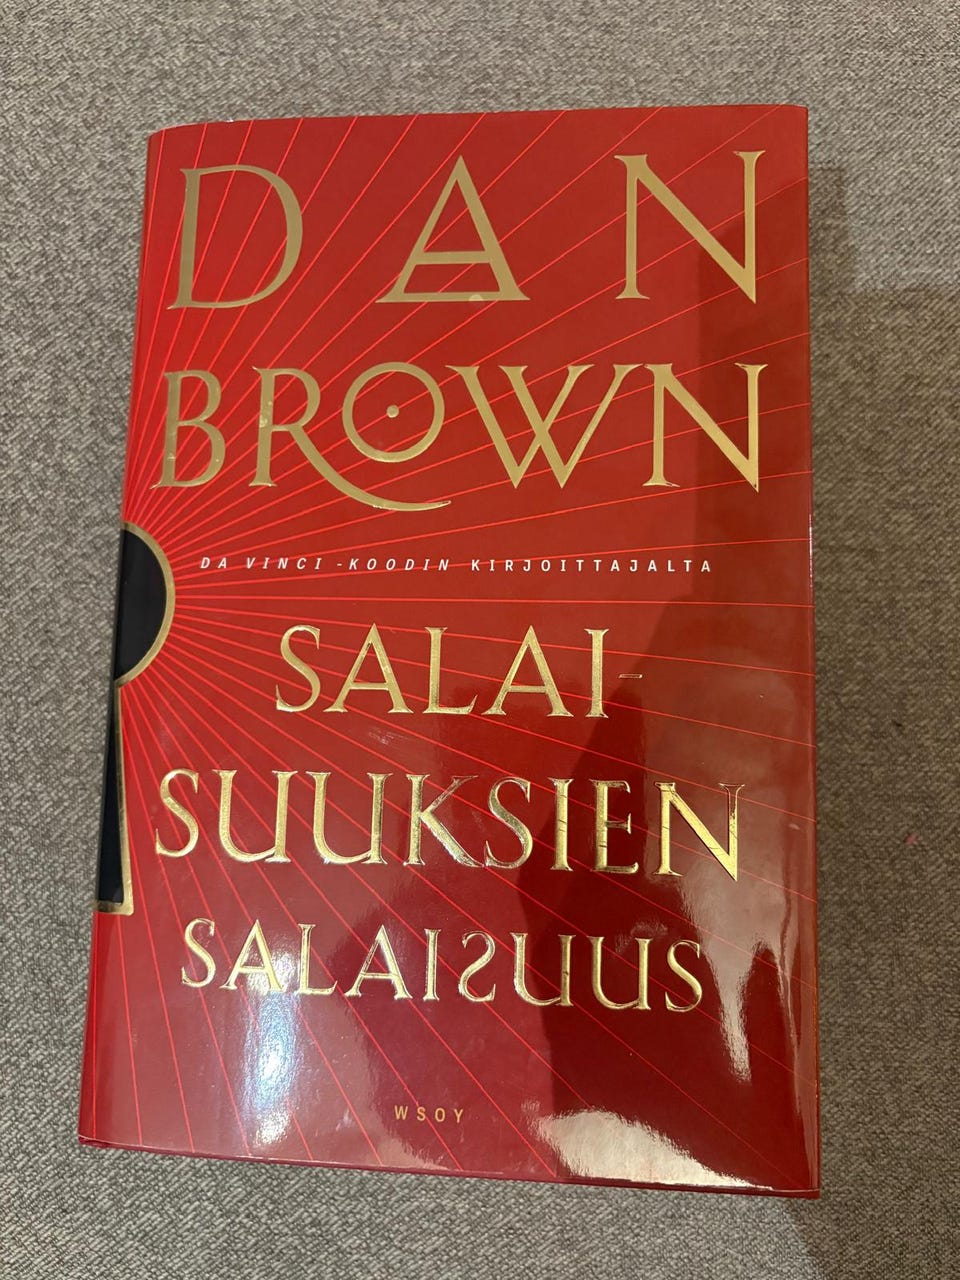 DAN
BROWN
DA VINCI -KOODIN KIRJOITTAJALTA
SALAI-
SUUKSIEN
SALAISUUS
WSOY